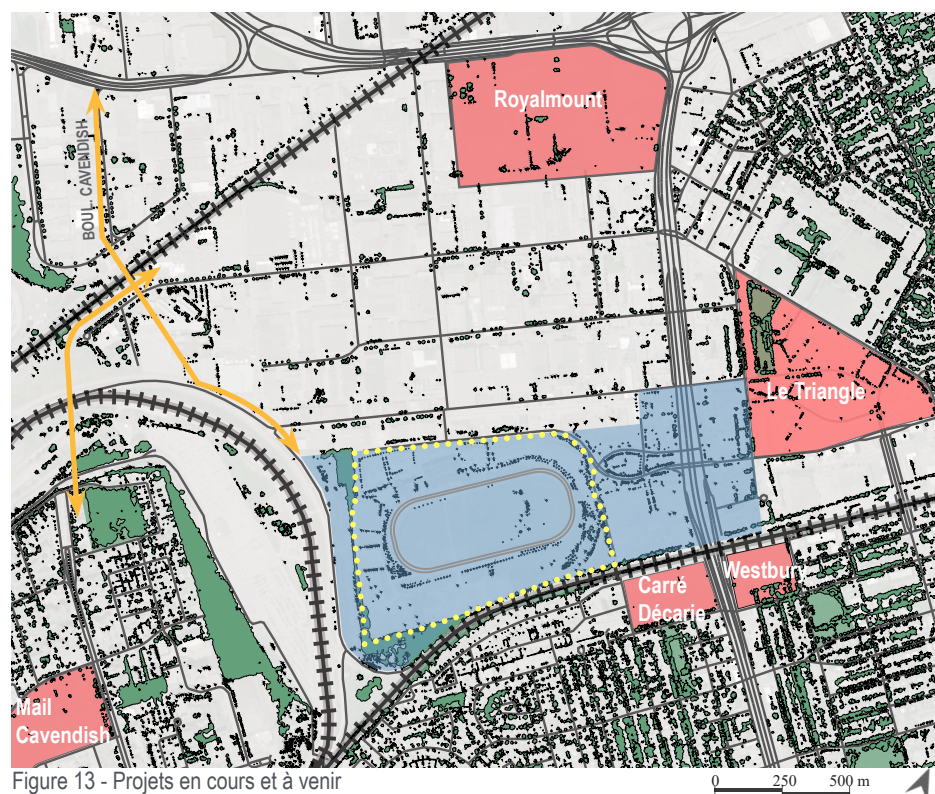 Royalmount
BOUL. CAVENDISH
Le Triangle
Westbury
Carré
Décarie
Mail
Cavendish
Figure 13 - Projets en cours et à venir
0 250 500 m